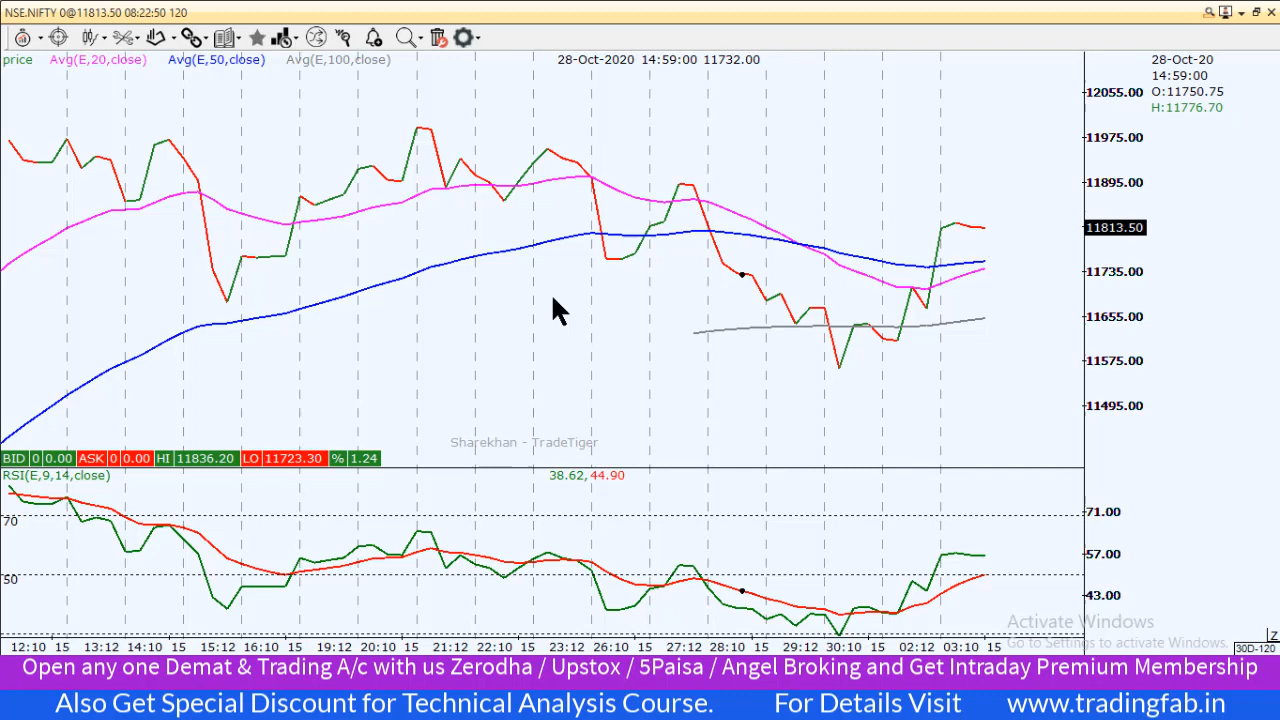 NSE.NIFTY 0@11813.50 08:22:50 120
price Avg(E,20,close) Avg(E,50,close) Avg(E,100,close) 28-Oct-2020 14:59:00 11732.00
28-Oct-20
14:59:00
O:11750.75
H:11776.70
12055.00
11975.00
11895.00
11813.50
11735.00
11655.00
11575.00
11495.00
Sharekhan - TradeTiger
BID 0 0.00 ASK 0 0.00 HI 11836.20 LO 11723.30 % 1.24
RSI(E,9,14,close) 38.62, 44.90
70
50
71.00
57.00
43.00
Activate Windows
Go to Settings to activate Windows.
Z
12:10 15 13:12 14:10 15 15:12 16:10 15 19:12 20:10 15 21:12 22:10 15 23:12 26:10 15 27:12 28:10 15 29:12 30:10 15 02:12 03:10 15 30D-120
Open any one Demat & Trading A/c with us Zerodha / Upstox / 5Paisa / Angel Broking and Get Intraday Premium Membership
Also Get Special Discount for Technical Analysis Course. For Details Visit www.tradingfab.in